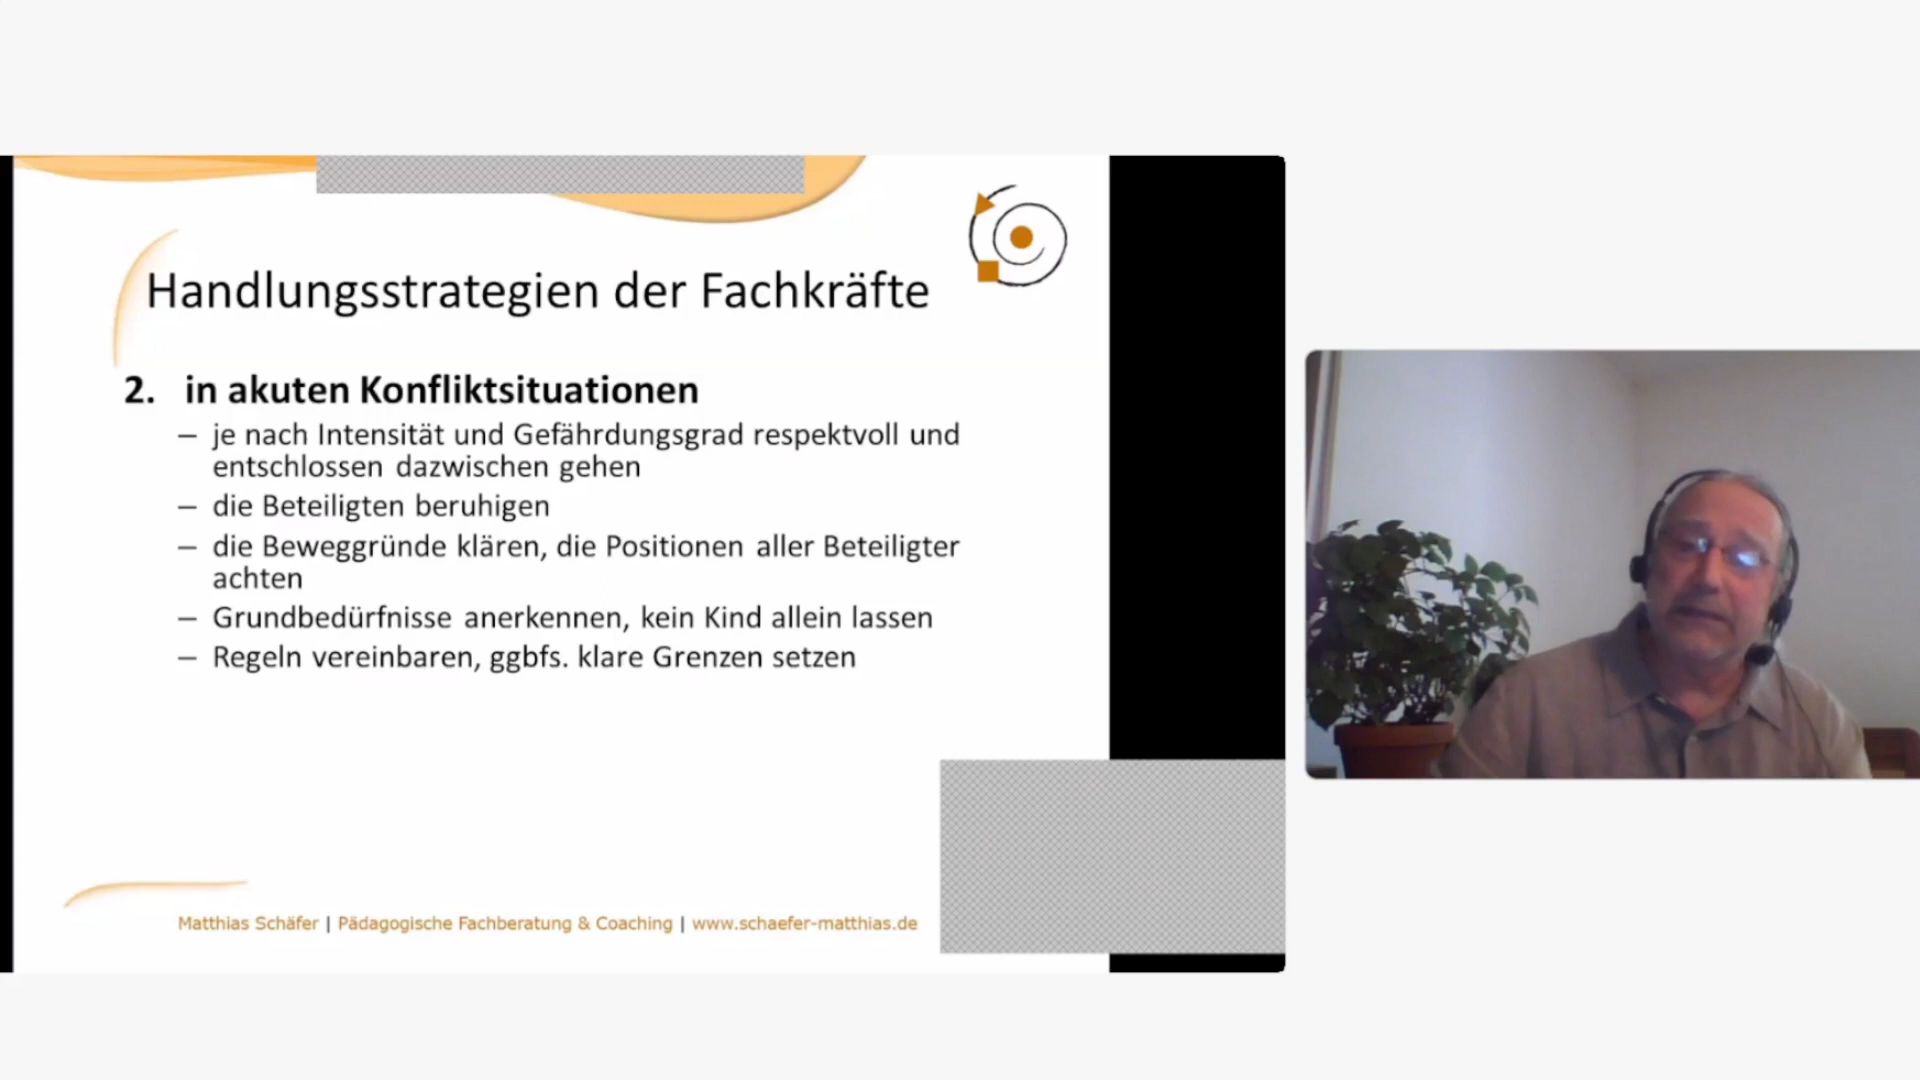 Handlungsstrategien der Fachkräfte
2. in akuten Konfliktsituationen
– je nach Intensität und Gefährdungsgrad respektvoll und
entschlossen dazwischen gehen
– die Beteiligten beruhigen
– die Beweggründe klären, die Positionen aller Beteiligter
achten
– Grundbedürfnisse anerkennen, kein Kind allein lassen
– Regeln vereinbaren, ggbfs. klare Grenzen setzen
Matthias Schäfer | Pädagogische Fachberatung & Coaching | www.schaefer-matthias.de